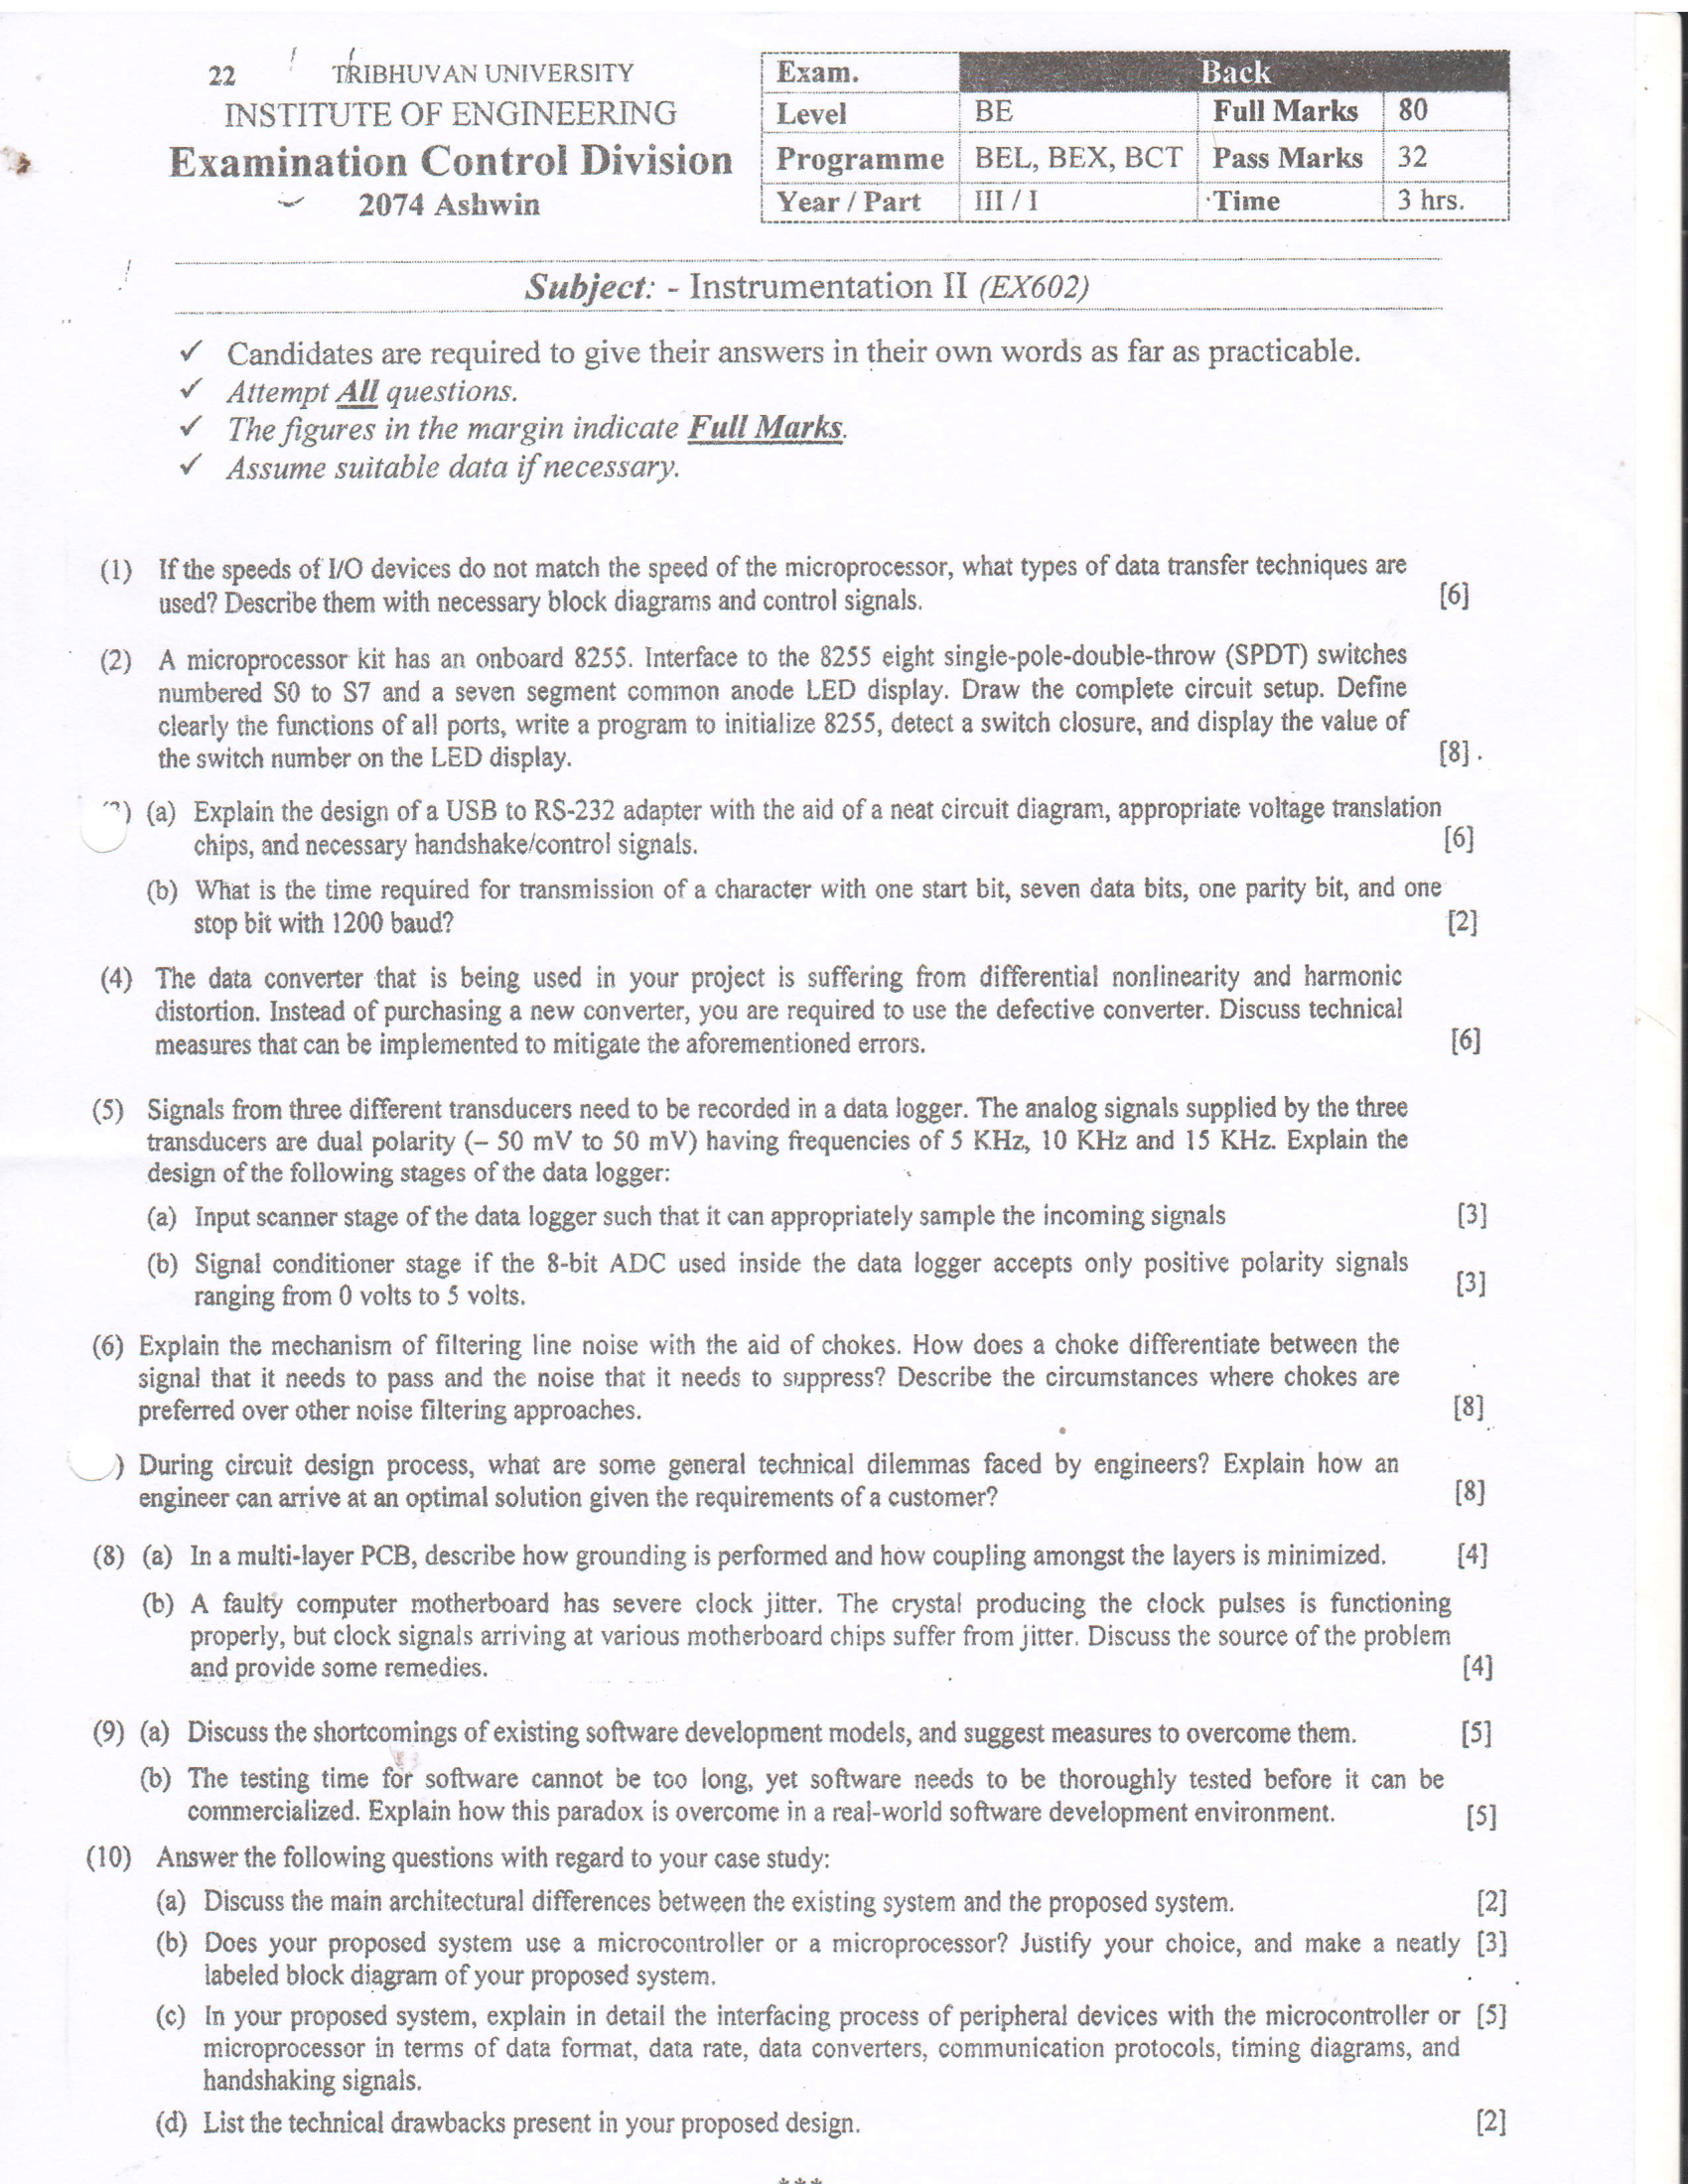 22 TRIBHUVAN UNIVERSITY
INSTITUTE OF ENGINEERING
Examination Control Division
2074 Ashwin
Exam. Back
Level BE Full Marks 80
Programme BEL, BEX, BCT Pass Marks 32
Year / Part III / I Time 3 hrs.
Subject: - Instrumentation II (EX602)
✓ Candidates are required to give their answers in their own words as far as practicable.
✓ Attempt All questions.
✓ The figures in the margin indicate Full Marks.
✓ Assume suitable data if necessary.
(1) If the speeds of I/O devices do not match the speed of the microprocessor, what types of data transfer techniques are
used? Describe them with necessary block diagrams and control signals. [6]
(2) A microprocessor kit has an onboard 8255. Interface to the 8255 eight single-pole-double-throw (SPDT) switches
numbered S0 to S7 and a seven segment common anode LED display. Draw the complete circuit setup. Define
clearly the functions of all ports, write a program to initialize 8255, detect a switch closure, and display the value of
the switch number on the LED display. [8]
) (a) Explain the design of a USB to RS-232 adapter with the aid of a neat circuit diagram, appropriate voltage translation
chips, and necessary handshake/control signals. [6]
(b) What is the time required for transmission of a character with one start bit, seven data bits, one parity bit, and one
stop bit with 1200 baud? [2]
(4) The data converter that is being used in your project is suffering from differential nonlinearity and harmonic
distortion. Instead of purchasing a new converter, you are required to use the defective converter. Discuss technical
measures that can be implemented to mitigate the aforementioned errors. [6]
(5) Signals from three different transducers need to be recorded in a data logger. The analog signals supplied by the three
transducers are dual polarity (– 50 mV to 50 mV) having frequencies of 5 KHz, 10 KHz and 15 KHz. Explain the
design of the following stages of the data logger:
(a) Input scanner stage of the data logger such that it can appropriately sample the incoming signals [3]
(b) Signal conditioner stage if the 8-bit ADC used inside the data logger accepts only positive polarity signals
ranging from 0 volts to 5 volts. [3]
(6) Explain the mechanism of filtering line noise with the aid of chokes. How does a choke differentiate between the
signal that it needs to pass and the noise that it needs to suppress? Describe the circumstances where chokes are
preferred over other noise filtering approaches. [8]
) During circuit design process, what are some general technical dilemmas faced by engineers? Explain how an
engineer can arrive at an optimal solution given the requirements of a customer? [8]
(8) (a) In a multi-layer PCB, describe how grounding is performed and how coupling amongst the layers is minimized. [4]
(b) A faulty computer motherboard has severe clock jitter. The crystal producing the clock pulses is functioning
properly, but clock signals arriving at various motherboard chips suffer from jitter. Discuss the source of the problem
and provide some remedies. [4]
(9) (a) Discuss the shortcomings of existing software development models, and suggest measures to overcome them. [5]
(b) The testing time for software cannot be too long, yet software needs to be thoroughly tested before it can be
commercialized. Explain how this paradox is overcome in a real-world software development environment. [5]
(10) Answer the following questions with regard to your case study:
(a) Discuss the main architectural differences between the existing system and the proposed system. [2]
(b) Does your proposed system use a microcontroller or a microprocessor? Justify your choice, and make a neatly [3]
labeled block diagram of your proposed system.
(c) In your proposed system, explain in detail the interfacing process of peripheral devices with the microcontroller or [5]
microprocessor in terms of data format, data rate, data converters, communication protocols, timing diagrams, and
handshaking signals.
(d) List the technical drawbacks present in your proposed design. [2]
***